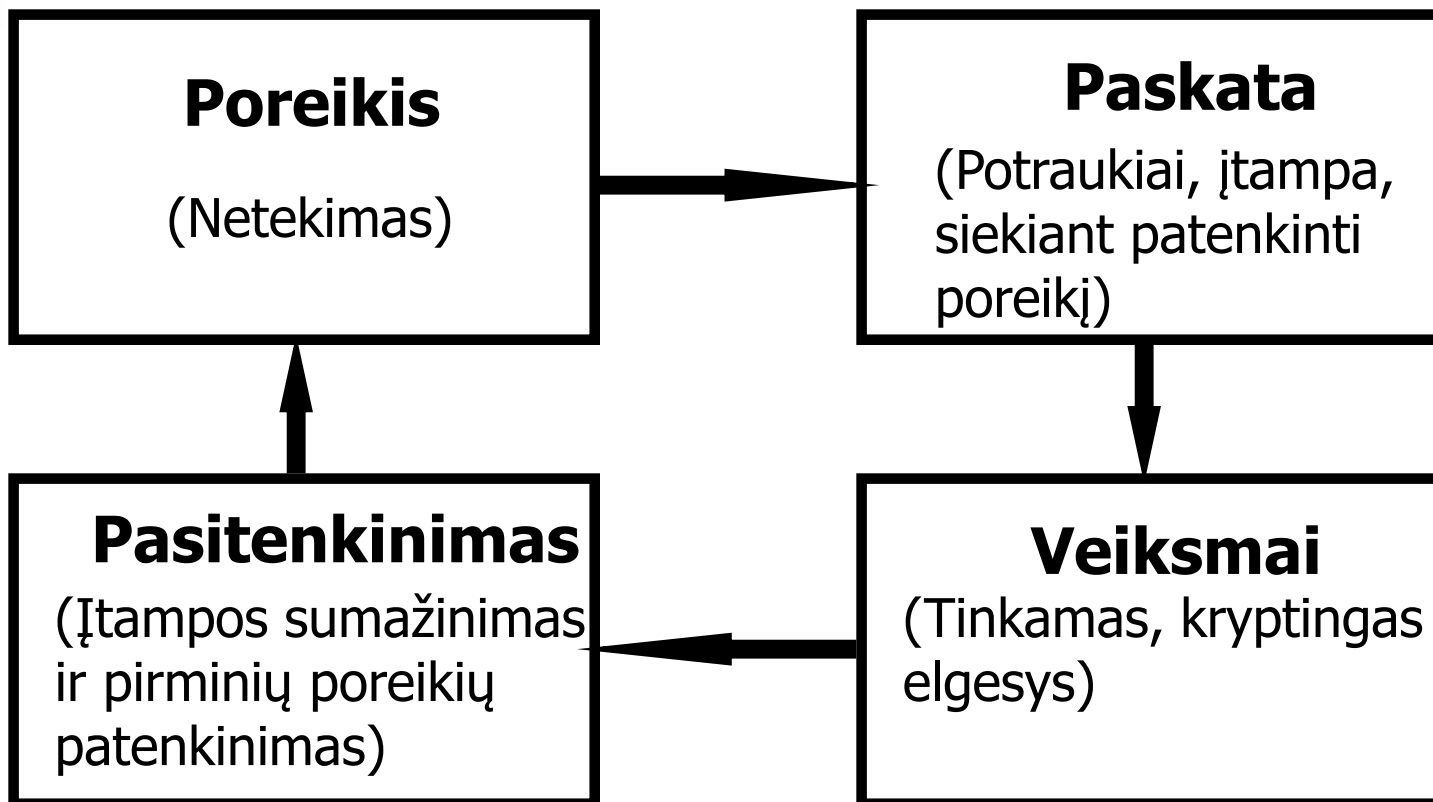 Poreikis
(Netekimas)
Paskata
(Potraukiai, įtampa,
siekiant patenkinti
poreikį)
Pasitenkinimas
(Įtampos sumažinimas
ir pirminių poreikių
patenkinimas)
Veiksmai
(Tinkamas, kryptingas
elgesys)